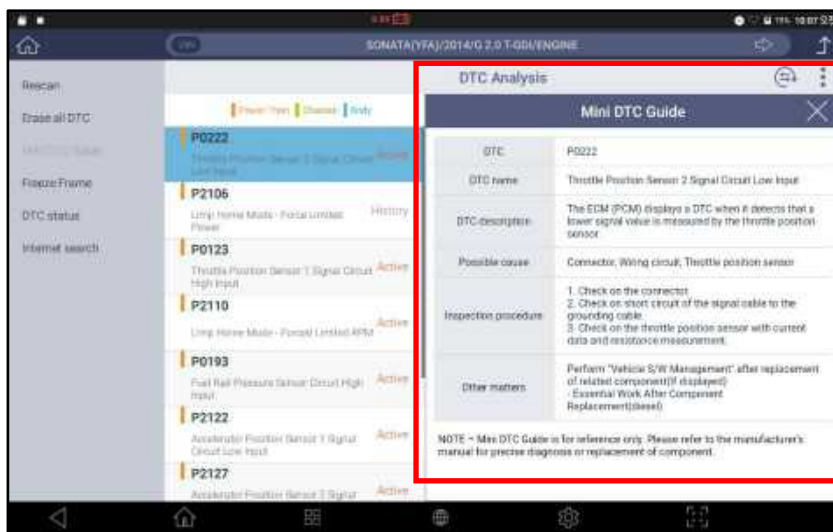 10:07
SONATA(YFA)/2014/G 2.0 T-GDI/ENGINE
Rescan
Erase all DTC
Freeze Frame
DTC status
Internet search
Power Train Chassis Body
P0222
Throttle Position Sensor 2 Signal Circuit
Low Input
Active
P2106
Limp Home Mode - Forced Limited
Power
History
P0123
Throttle Position Sensor 1 Signal Circuit
High Input
Active
P2110
Limp Home Mode - Forced Limited RPM
Active
P0193
Fuel Rail Pressure Sensor Circuit High
Input
Active
P2122
Accelerator Position Sensor 1 Signal
Circuit Low Input
Active
P2127
Accelerator Position Sensor 2 Signal
Active
DTC Analysis
Mini DTC Guide
DTC
P0222
DTC name
Throttle Position Sensor 2 Signal Circuit Low Input
DTC description
The ECM (PCM) displays a DTC when it detects that a
lower signal value is measured by the throttle position
sensor
Possible cause
Connector, Wiring circuit, Throttle position sensor
Inspection procedure
1. Check on the connector
2. Check on short circuit of the signal cable to the
grounding cable
3. Check on the throttle position sensor with current
data and resistance measurement.
Other matters
Perform "Vehicle S/W Management" after replacement
of related component(if displayed)
- Essential Work After Component
Replacement(diesel)
NOTE - Mini DTC Guide is for reference only. Please refer to the manufacturer's
manual for precise diagnosis or replacement of component.